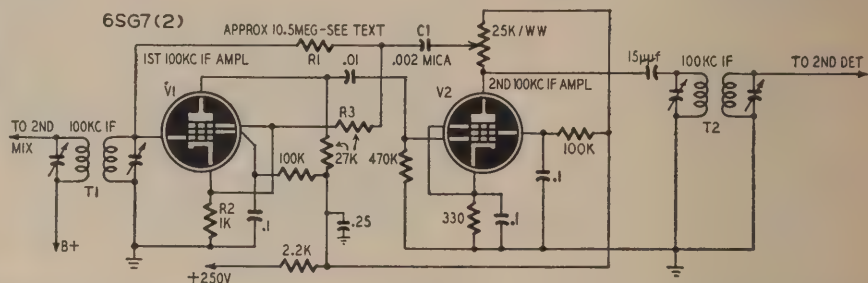 6SG7(2)
APPROX 10.5MEG-SEE TEXT
R1
C1
.002 MICA
25K/WW
1ST 100KC IF AMPL
.01
V1
V2
2ND 100KC IF AMPL
15μμf
100KC IF
TO 2ND DET
TO 2ND
MIX
100KC IF
T1
R3
100K
27K
470K
100K
T2
R2
1K
.1
.25
330
.1
.1
2.2K
B+
+250V